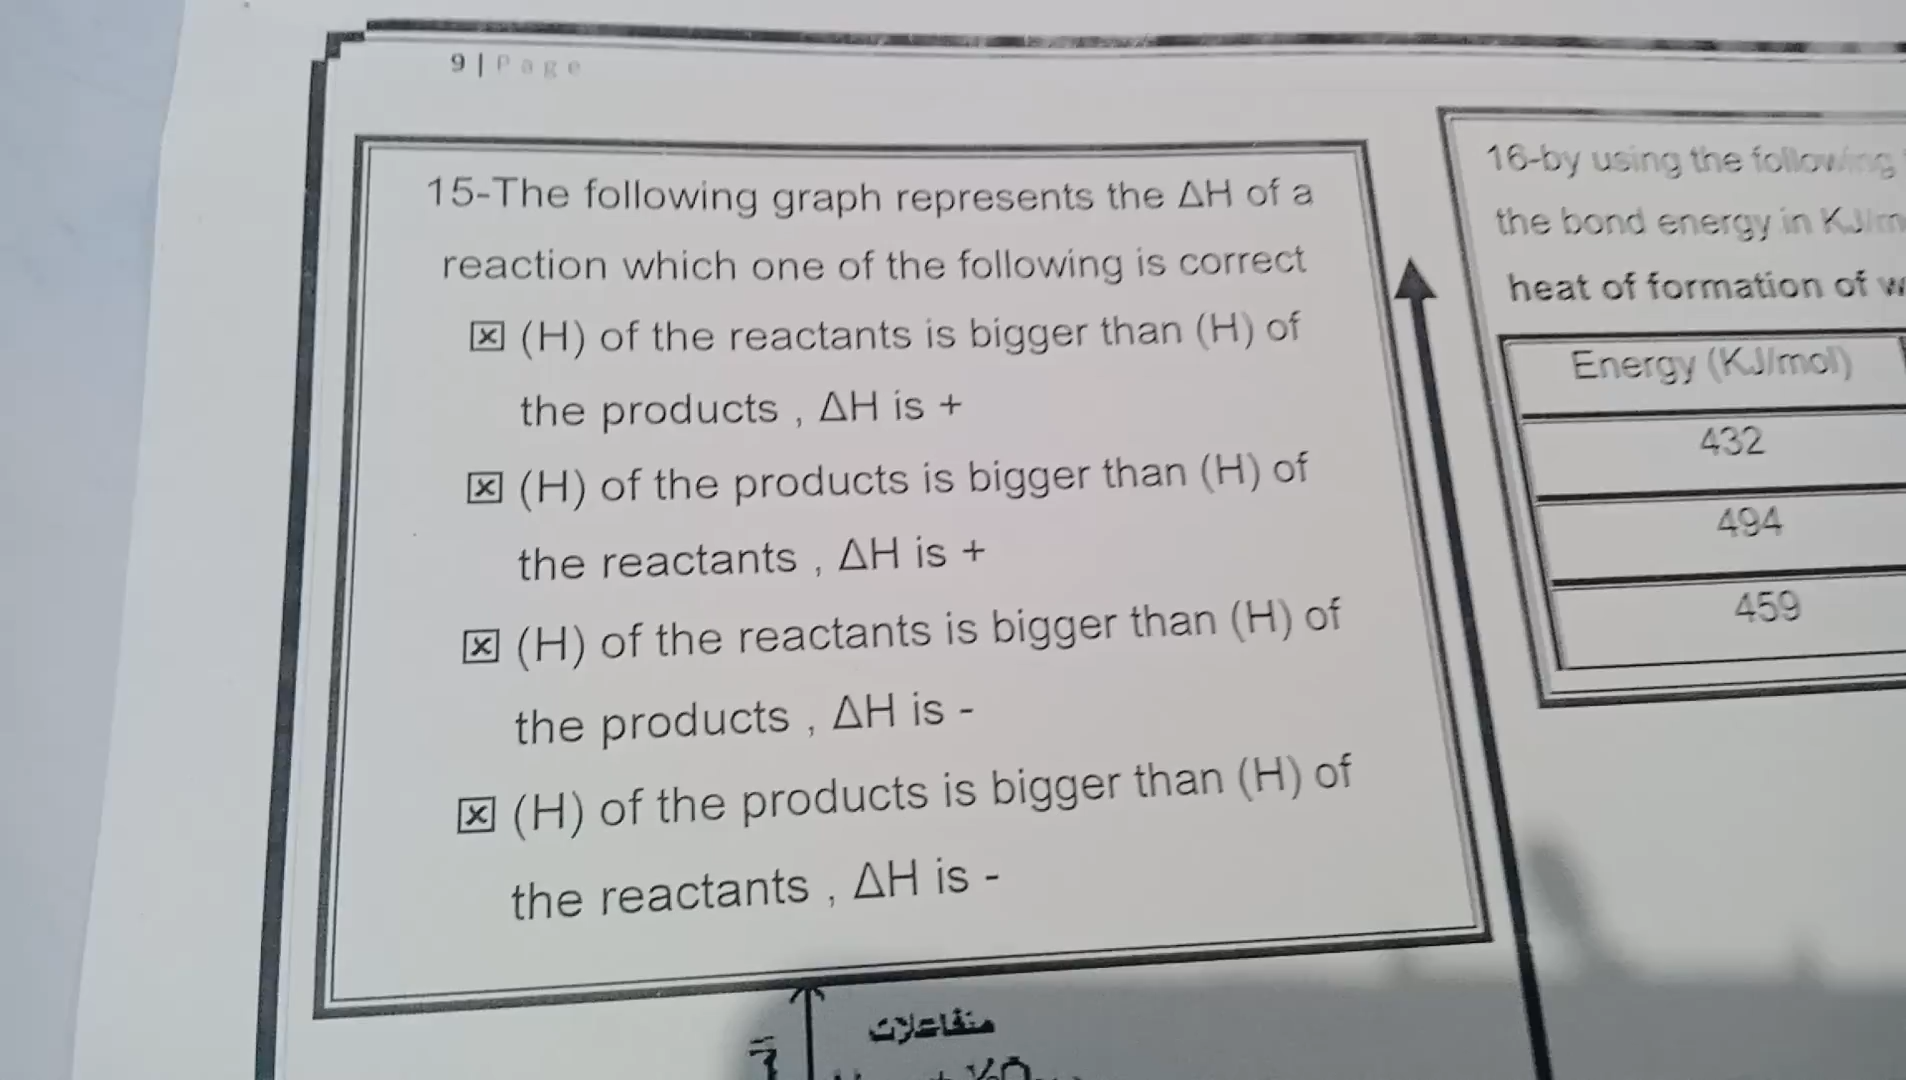 9 | Page
15-The following graph represents the ΔH of a
reaction which one of the following is correct
☒ (H) of the reactants is bigger than (H) of
the products , ΔH is +
☒ (H) of the products is bigger than (H) of
the reactants , ΔH is +
☒ (H) of the reactants is bigger than (H) of
the products , ΔH is -
☒ (H) of the products is bigger than (H) of
the reactants , ΔH is -
متفاعلات
16-by using the following
the bond energy in KJ/m
heat of formation of w
Energy (KJ/mol)
432
494
459